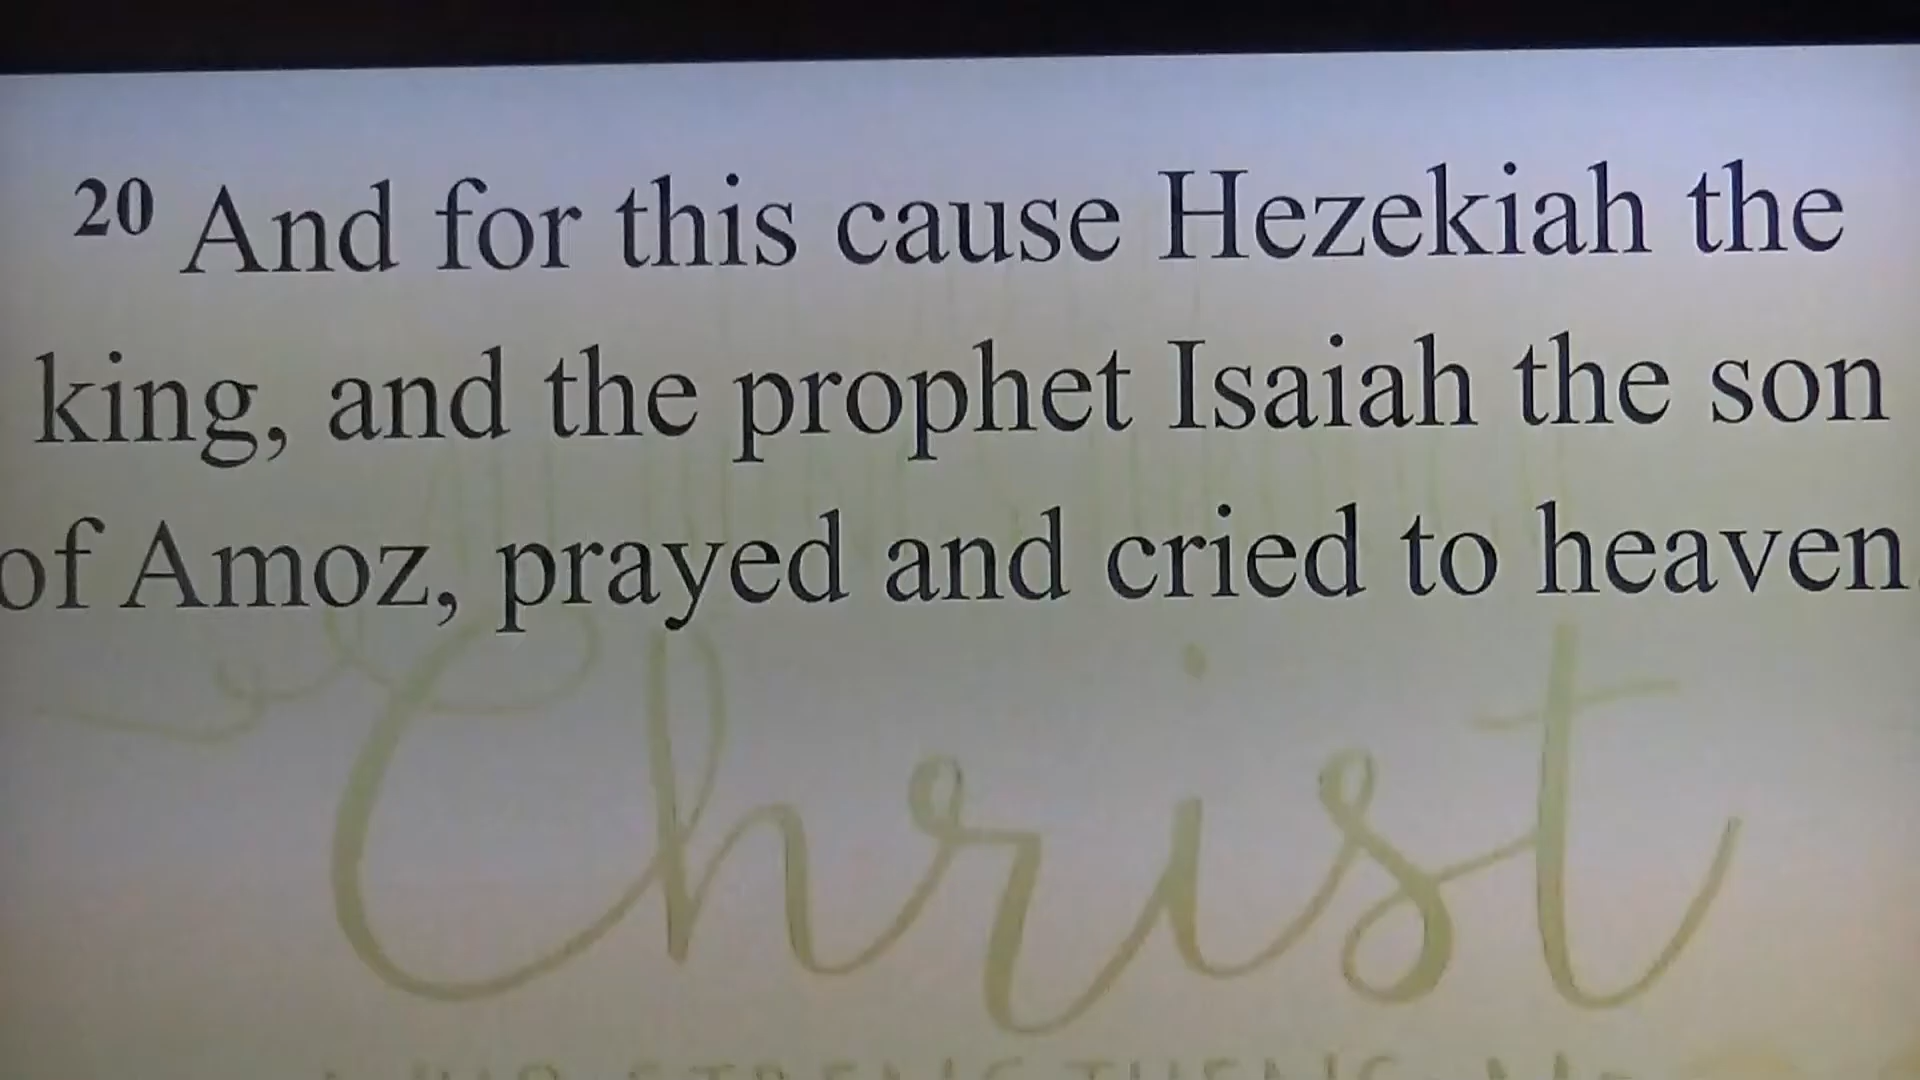 20 And for this cause Hezekiah the
king, and the prophet Isaiah the son
of Amoz, prayed and cried to heaven.
Christ